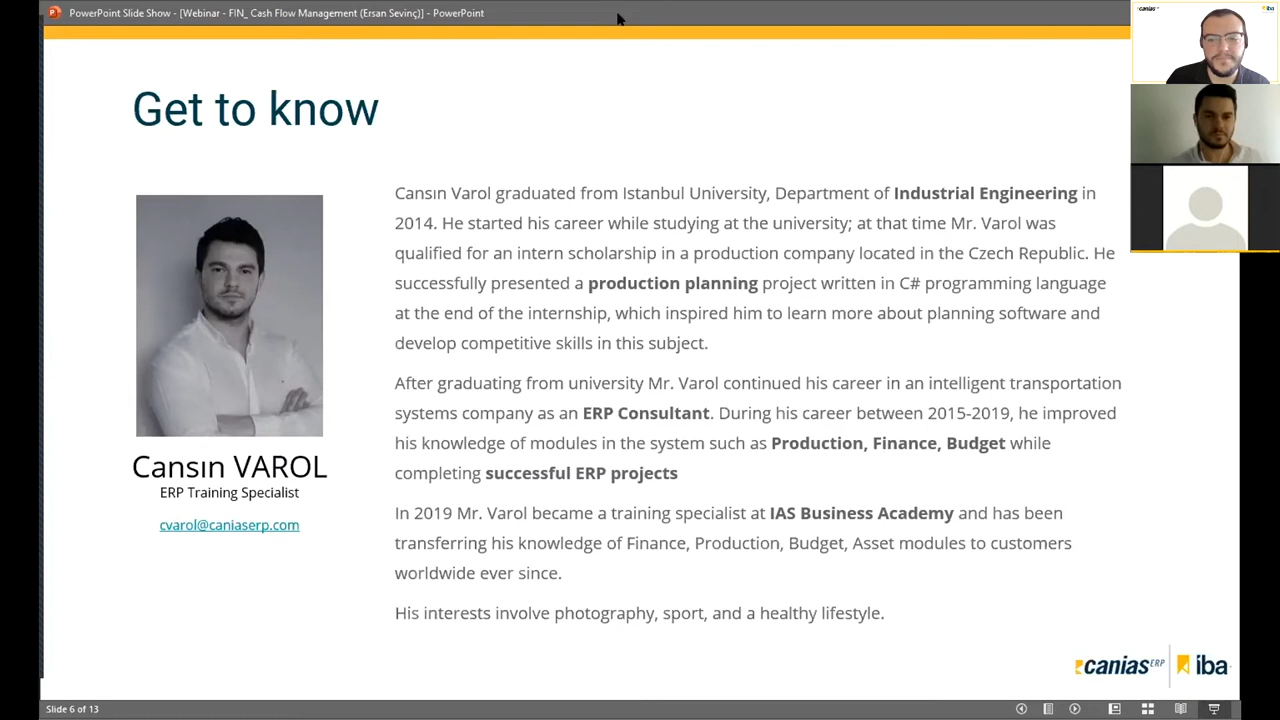 PowerPoint Slide Show - [Webinar - FIN_ Cash Flow Management (Ersan Sevinç)] - PowerPoint
Get to know
Cansın Varol graduated from Istanbul University, Department of Industrial Engineering in
2014. He started his career while studying at the university; at that time Mr. Varol was
qualified for an intern scholarship in a production company located in the Czech Republic. He
successfully presented a production planning project written in C# programming language
at the end of the internship, which inspired him to learn more about planning software and
develop competitive skills in this subject.
After graduating from university Mr. Varol continued his career in an intelligent transportation
systems company as an ERP Consultant. During his career between 2015-2019, he improved
his knowledge of modules in the system such as Production, Finance, Budget while
completing successful ERP projects
In 2019 Mr. Varol became a training specialist at IAS Business Academy and has been
transferring his knowledge of Finance, Production, Budget, Asset modules to customers
worldwide ever since.
His interests involve photography, sport, and a healthy lifestyle.
Cansın VAROL
ERP Training Specialist
cvarol@caniaserp.com
canias ERP
iba
canias ERP
iba
Slide 6 of 13